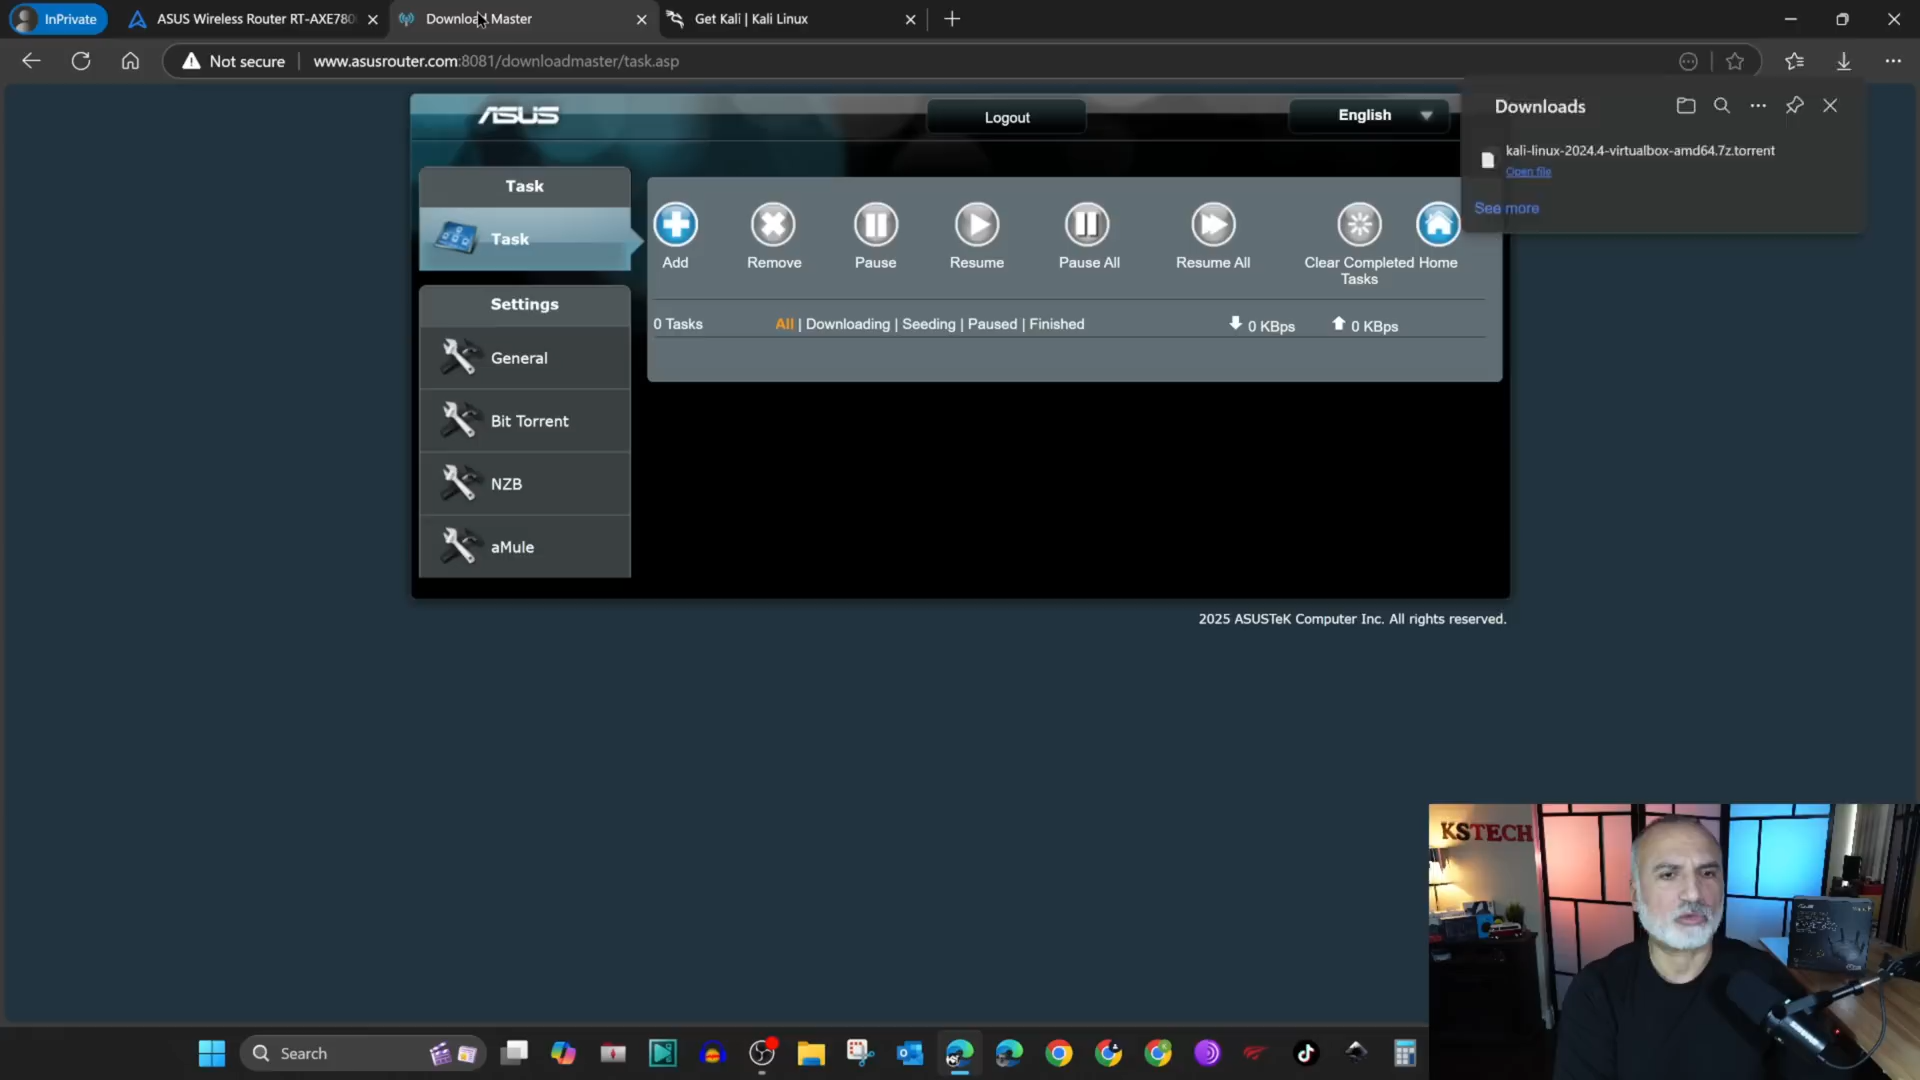 InPrivate
ASUS Wireless Router RT-AXE780
Download Master
Get Kali | Kali Linux
Not secure
www.asusrouter.com:8081/downloadmaster/task.asp
Downloads
kali-linux-2024.4-virtualbox-amd64.7z.torrent
Open file
See more
ASUS
Logout
English
Task
Task
Settings
General
Bit Torrent
NZB
aMule
Add
Remove
Pause
Resume
Pause All
Resume All
Clear Completed
Tasks
Home
0 Tasks
All | Downloading | Seeding | Paused | Finished
0 KBps
0 KBps
2025 ASUSTeK Computer Inc. All rights reserved.
KSTECH
Search